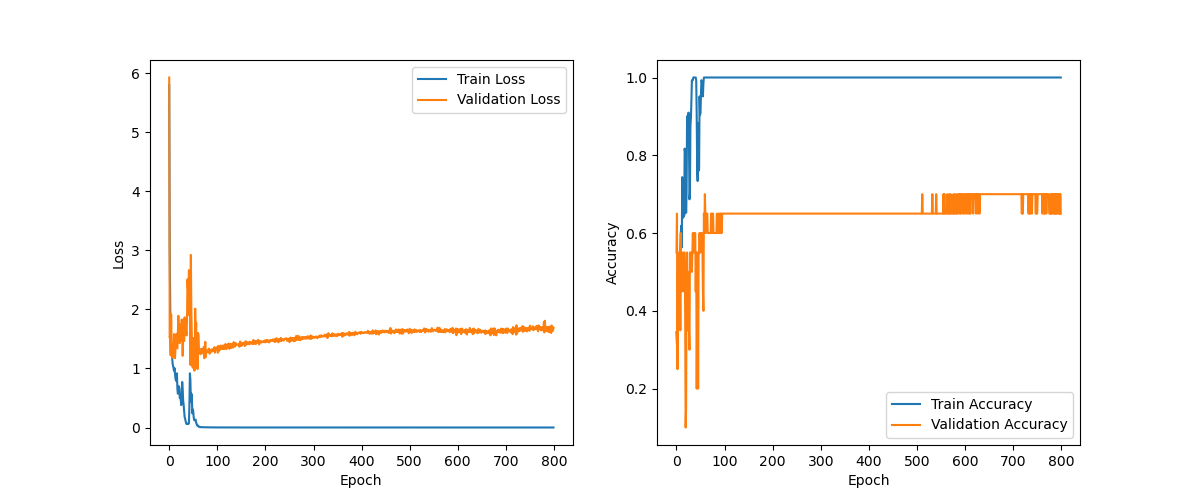 Train Loss
Validation Loss
6
5
4
3
2
1
0
Loss
0 100 200 300 400 500 600 700 800
Epoch
1.0
0.8
0.6
0.4
0.2
Accuracy
Train Accuracy
Validation Accuracy
0 100 200 300 400 500 600 700 800
Epoch